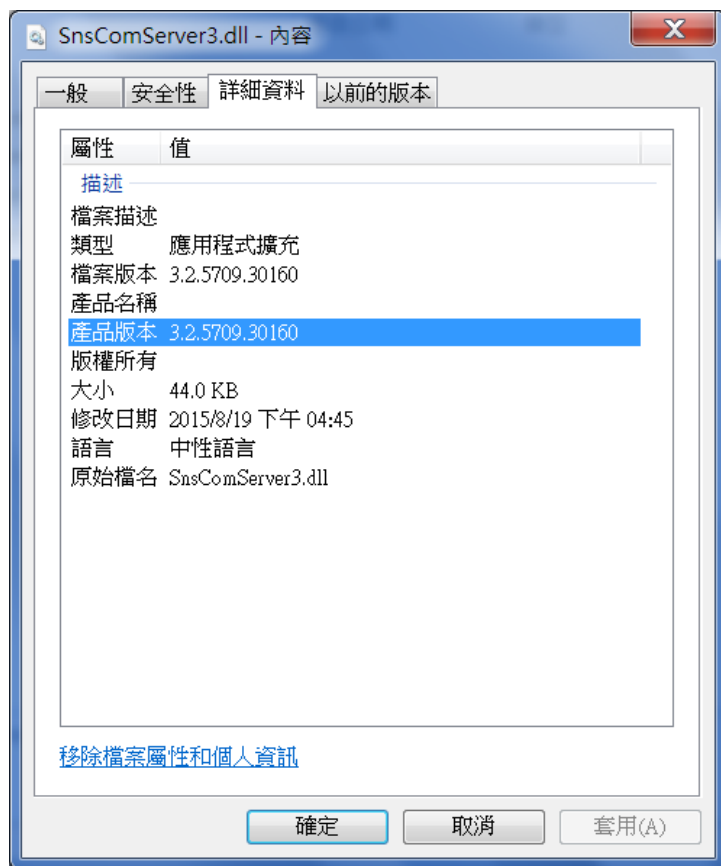 SnsComServer3.dll - 內容
一般 安全性 詳細資料 以前的版本
屬性 值
描述
檔案描述
類型 應用程式擴充
檔案版本 3.2.5709.30160
產品名稱
產品版本 3.2.5709.30160
版權所有
大小 44.0 KB
修改日期 2015/8/19 下午 04:45
語言 中性語言
原始檔名 SnsComServer3.dll
移除檔案屬性和個人資訊
確定 取消 套用(A)